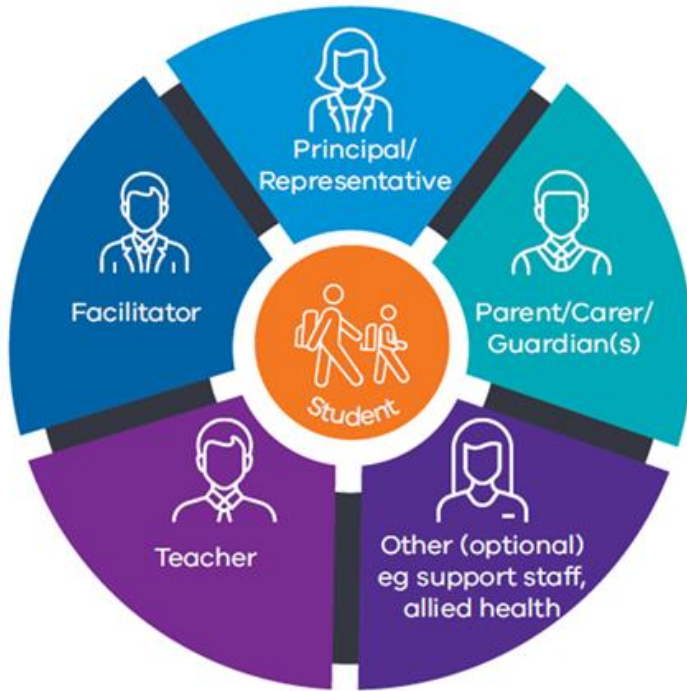 Principal/
Representative
Facilitator
Parent/Carer/
Guardian(s)
Student
Teacher
Other (optional)
eg support staff,
allied health